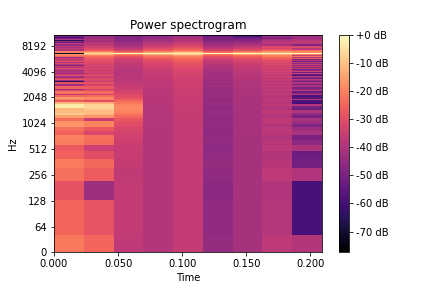 Power spectrogram
8192
4096
2048
1024
512
256
128
64
0
Hz
0.000 0.050 0.100 0.150 0.200
Time
+0 dB
-10 dB
-20 dB
-30 dB
-40 dB
-50 dB
-60 dB
-70 dB